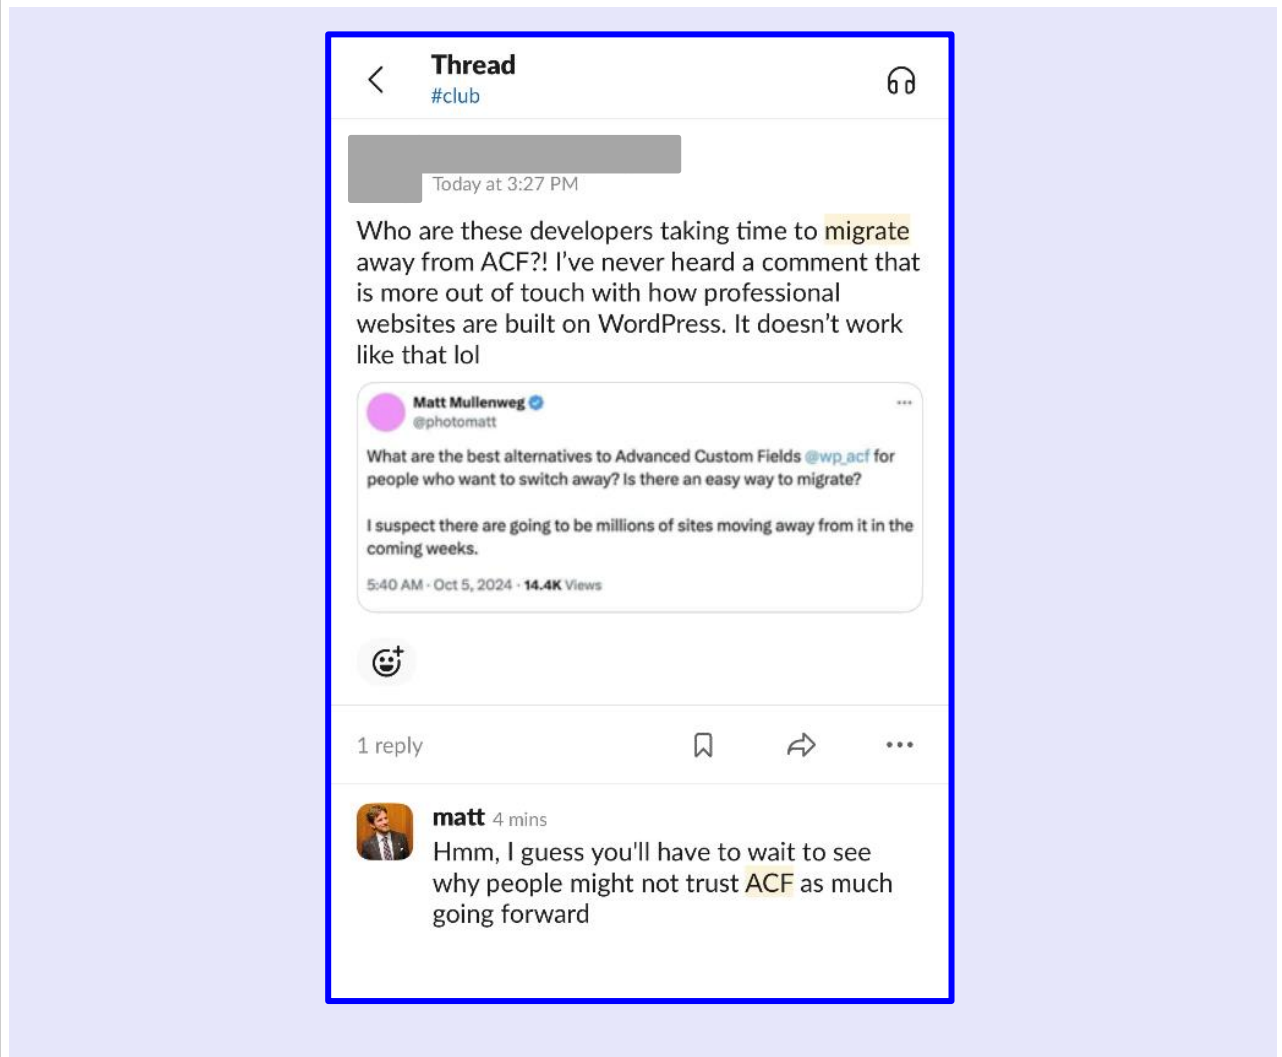 Thread
#club
Today at 3:27 PM
Who are these developers taking time to migrate
away from ACF?! I've never heard a comment that
is more out of touch with how professional
websites are built on WordPress. It doesn't work
like that lol
Matt Mullenweg
@photomatt
What are the best alternatives to Advanced Custom Fields @wp_acf for
people who want to switch away? Is there an easy way to migrate?
I suspect there are going to be millions of sites moving away from it in the
coming weeks.
5:40 AM · Oct 5, 2024 · 14.4K Views
1 reply
matt 4 mins
Hmm, I guess you'll have to wait to see
why people might not trust ACF as much
going forward